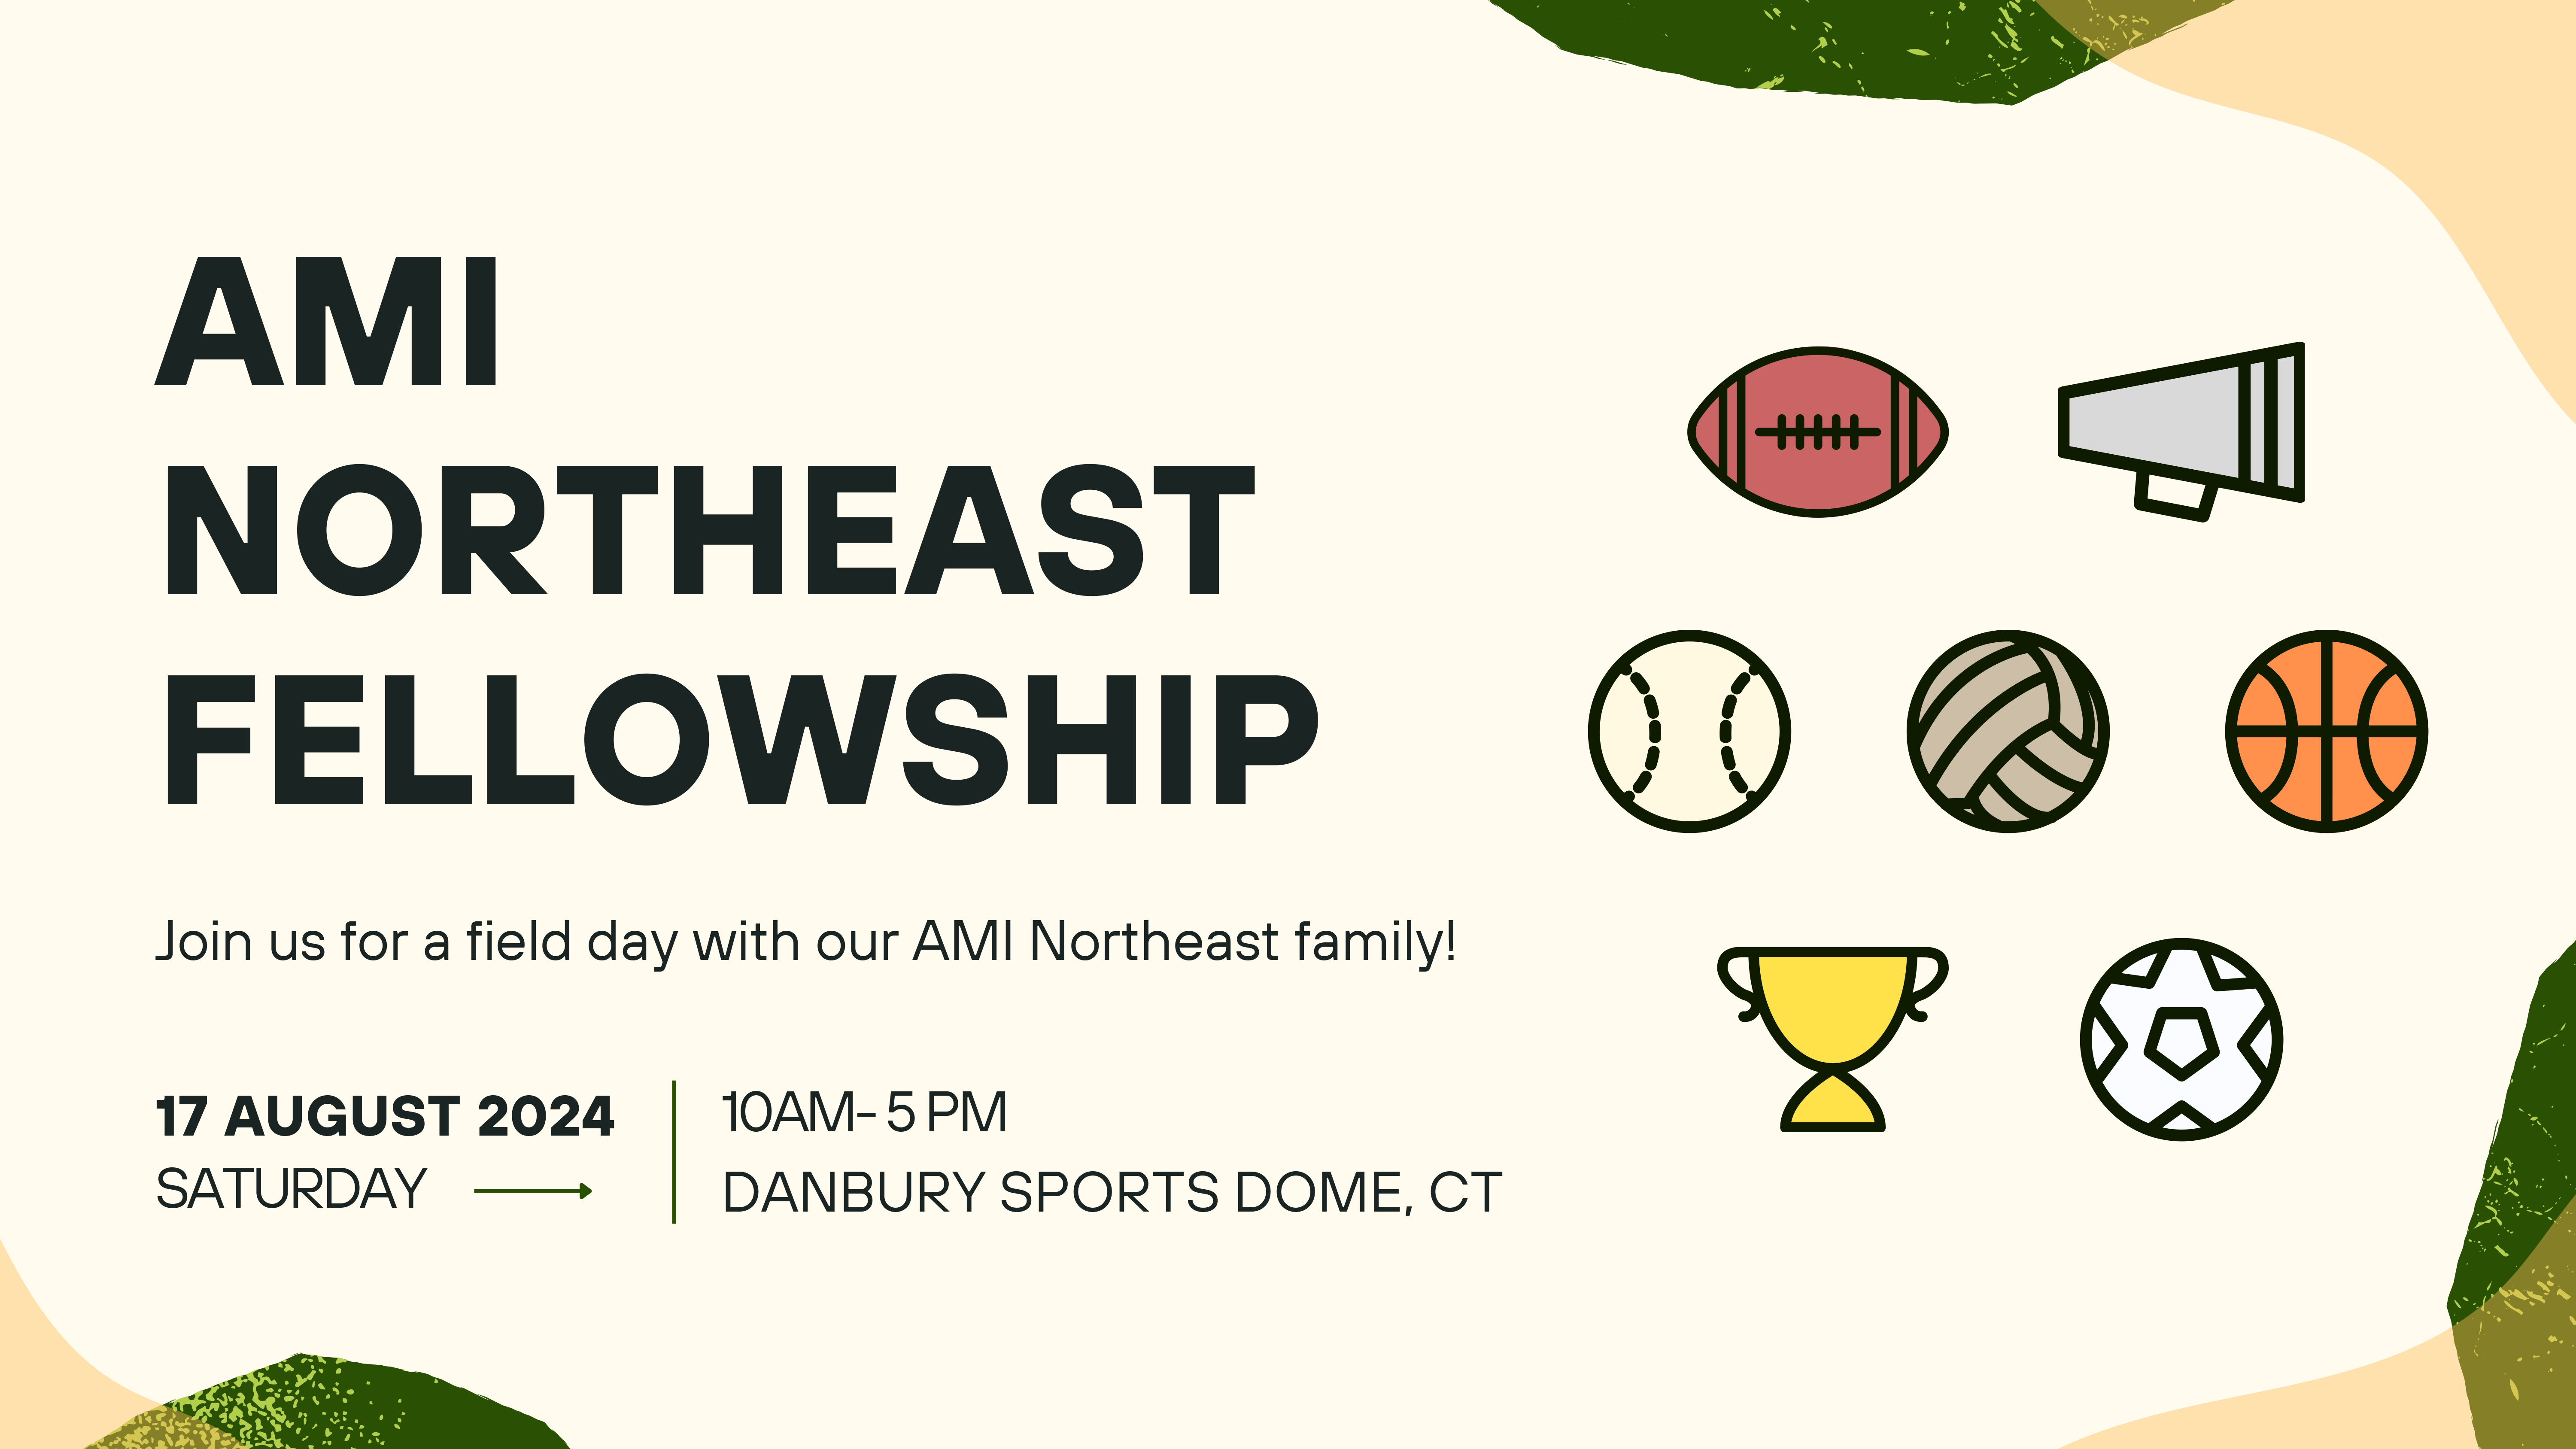 AMI
NORTHEAST
FELLOWSHIP
Join us for a field day with our AMI Northeast family!
17 AUGUST 2024
SATURDAY
10AM- 5 PM
DANBURY SPORTS DOME, CT